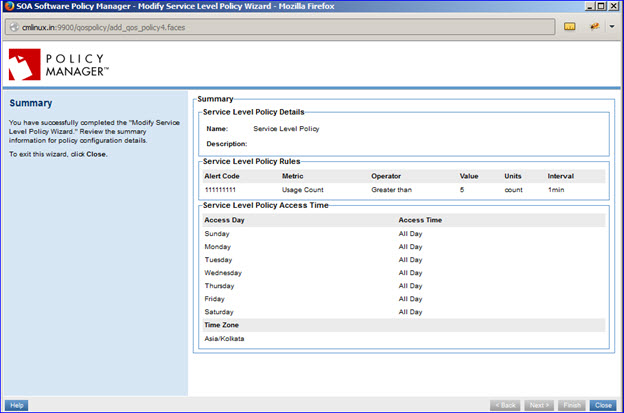 SOA Software Policy Manager - Modify Service Level Policy Wizard - Mozilla Firefox
cmlinux.in:9900/qospolicy/add_qos_policy4.faces
POLICY
MANAGER™
Summary
You have successfully completed the "Modify Service
Level Policy Wizard." Review the summary
information for policy configuration details.
To exit this wizard, click Close.
Summary
Service Level Policy Details
Name: Service Level Policy
Description:
Service Level Policy Rules
Alert Code Metric Operator Value Units Interval
111111111 Usage Count Greater than 5 count 1min
Service Level Policy Access Time
Access Day Access Time
Sunday All Day
Monday All Day
Tuesday All Day
Wednesday All Day
Thursday All Day
Friday All Day
Saturday All Day
Time Zone
Asia/Kolkata
Help < Back Next > Finish Close